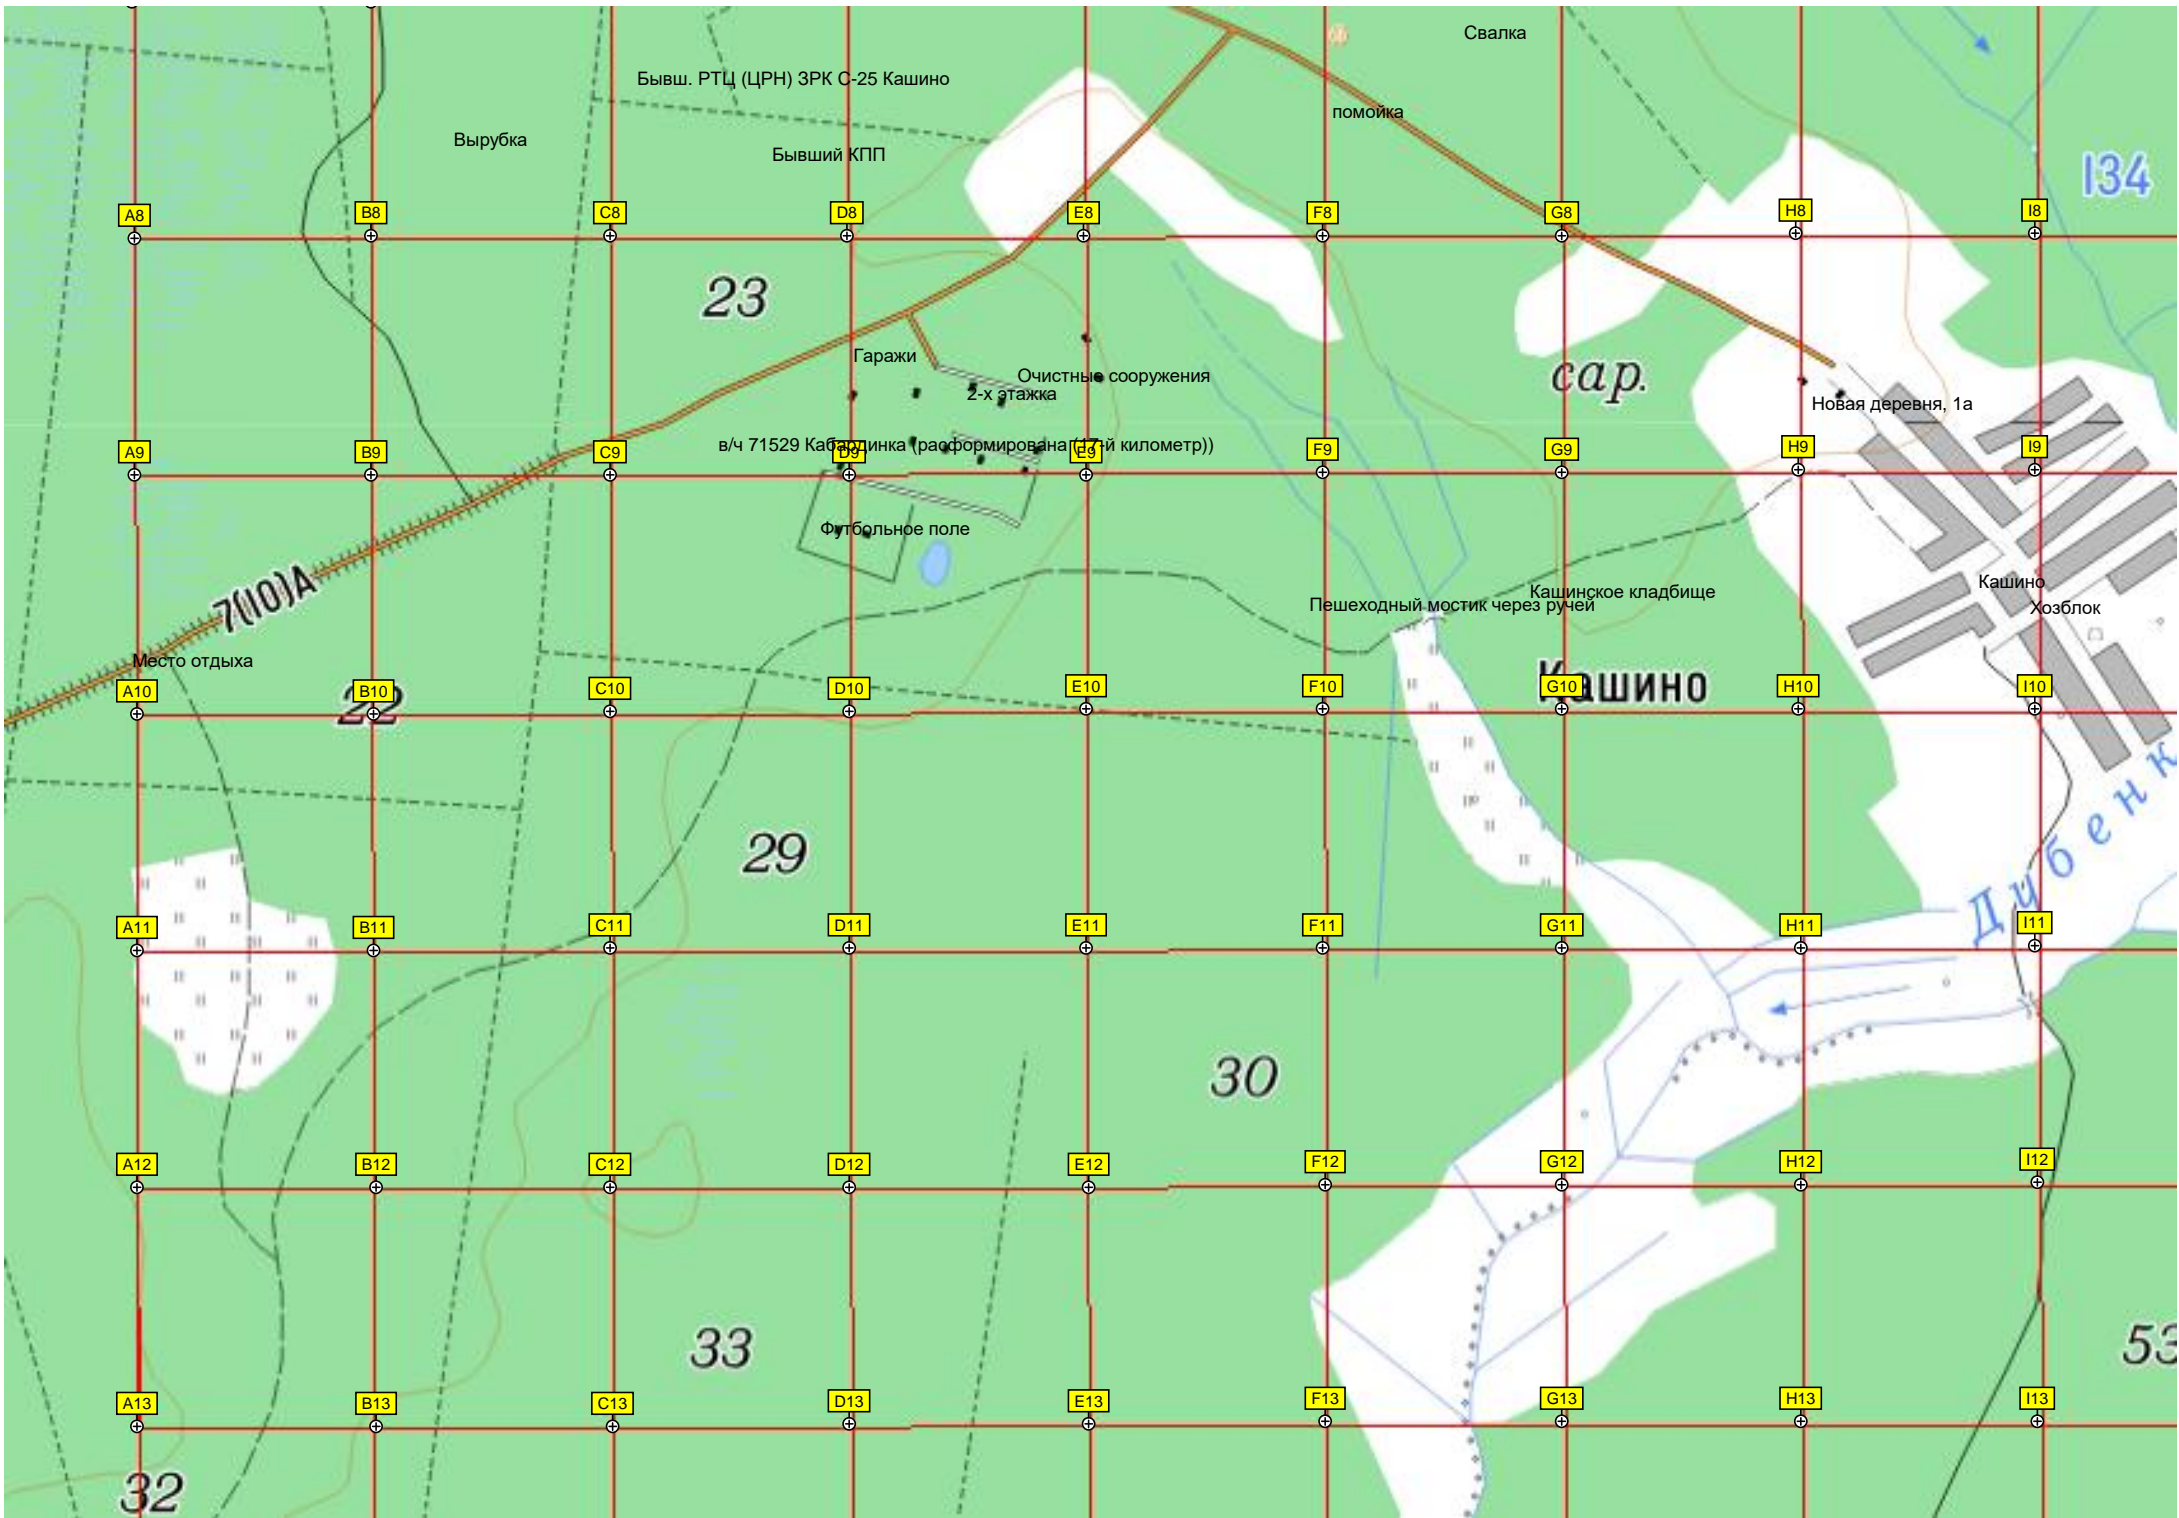 Свалка
Бывш. РТЦ (ЦРН) ЗРК С-25 Кашино
помойка
Вырубка
Бывший КПП
134
A8 B8 C8 D8 E8 F8 G8 H8 I8
23
Гаражи
Очистные сооружения
2-х этажка
сар.
Новая деревня, 1а
в/ч 71529 Кабардинка (расформирована (17-й километр))
A9 B9 C9 D9 E9 F9 G9 H9 I9
Футбольное поле
7(10)А
Кашино
Кашинское кладбище
Пешеходный мостик через ручей
Хозблок
Место отдыха
Кашино
A10 B10 C10 D10 E10 F10 G10 H10 I10
22
29
Дубенк
A11 B11 C11 D11 E11 F11 G11 H11 I11
30
A12 B12 C12 D12 E12 F12 G12 H12 I12
33
53
A13 B13 C13 D13 E13 F13 G13 H13 I13
32